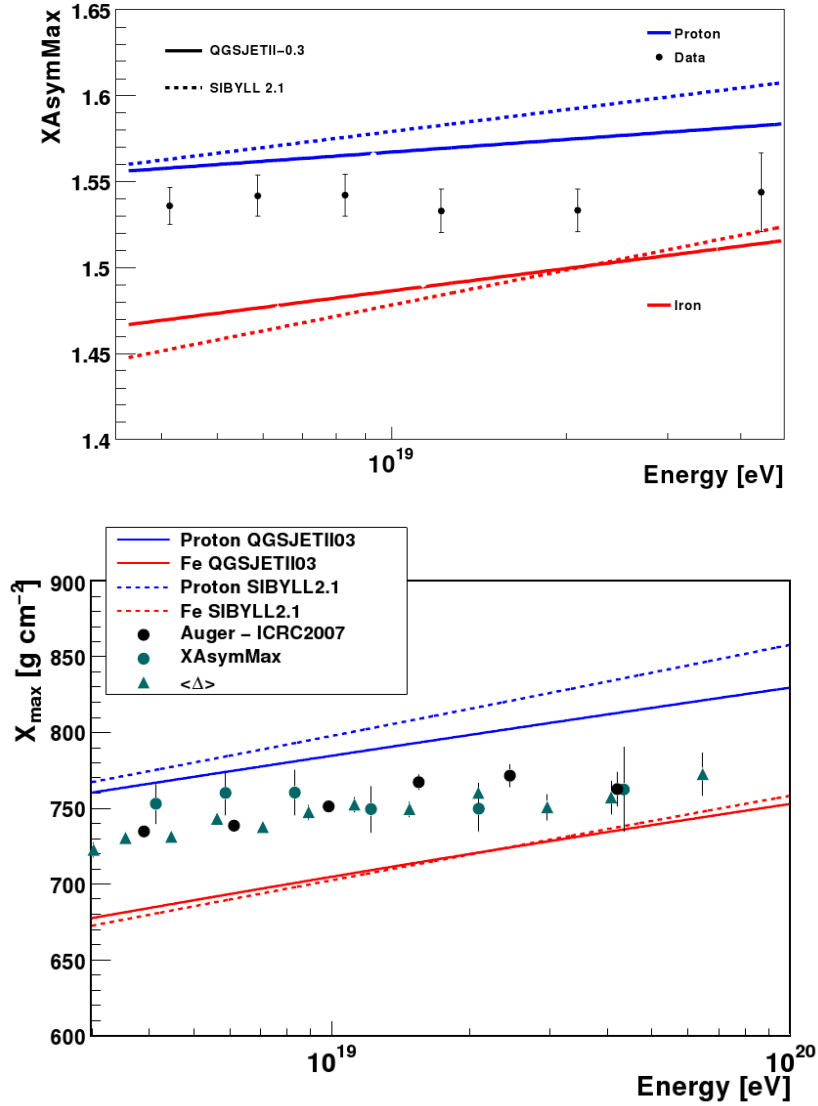 1.65
XAsymMax
QGSJETII−0.3
Proton
Data
SIBYLL 2.1
1.6
1.55
1.5
Iron
1.45
1.4
10^19
Energy [eV]
Proton QGSJETII03
Fe QGSJETII03
Proton SIBYLL2.1
Fe SIBYLL2.1
Auger − ICRC2007
XAsymMax
<Δ>
X_max [g cm^−2]
900
850
800
750
700
650
600
10^19
10^20
Energy [eV]